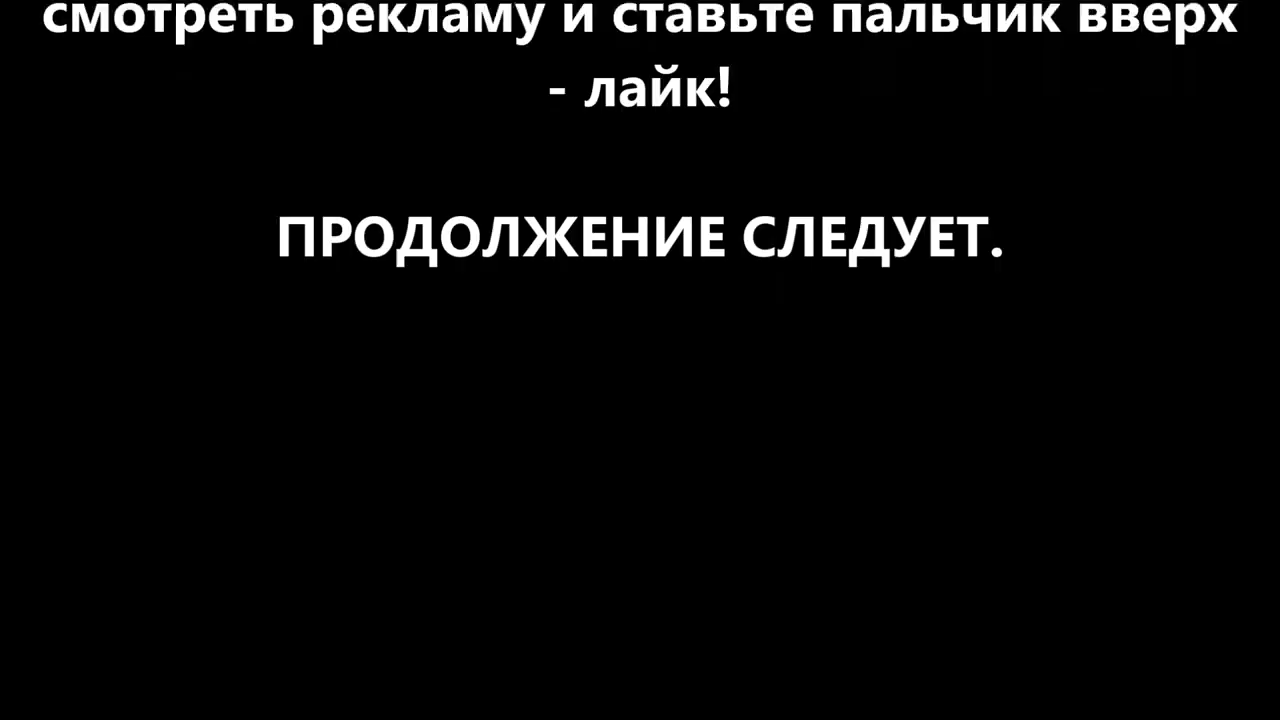 смотреть рекламу и ставьте пальчик вверх
- лайк!
ПРОДОЛЖЕНИЕ СЛЕДУЕТ.